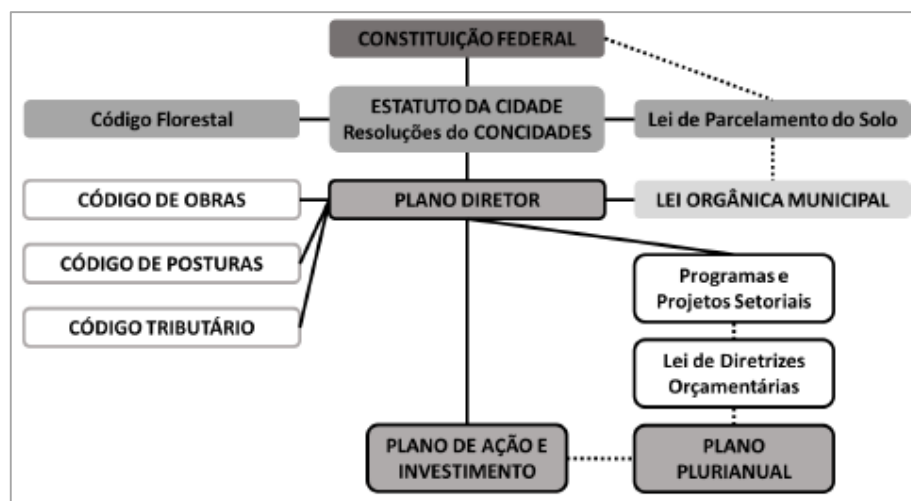 CONSTITUIÇÃO FEDERAL
Código Florestal
ESTATUTO DA CIDADE
Resoluções do CONCIDADES
Lei de Parcelamento do Solo
CÓDIGO DE OBRAS
PLANO DIRETOR
LEI ORGÂNICA MUNICIPAL
CÓDIGO DE POSTURAS
Programas e
Projetos Setoriais
CÓDIGO TRIBUTÁRIO
Lei de Diretrizes
Orçamentárias
PLANO DE AÇÃO E
INVESTIMENTO
PLANO
PLURIANUAL